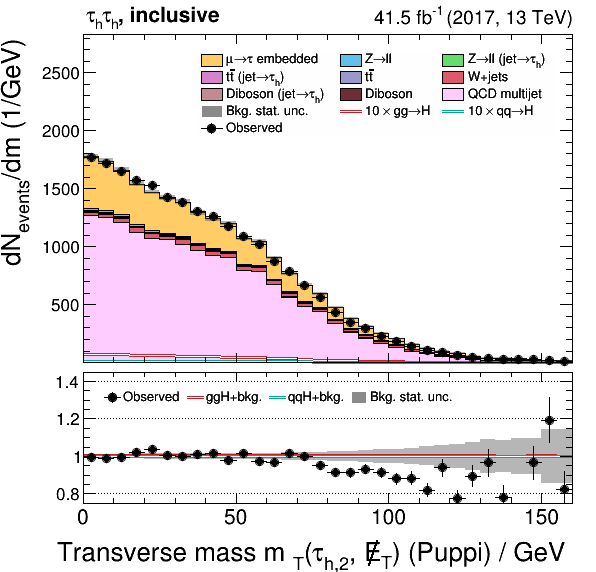 τhτh, inclusive
41.5 fb-1 (2017, 13 TeV)
dNevents/dm (1/GeV)
2500
2000
1500
1000
500
μ→τ embedded
Z→ll
Z→ll (jet→τh)
tt̄ (jet→τh)
tt̄
W+jets
Diboson (jet→τh)
Diboson
QCD multijet
Bkg. stat. unc.
10 × gg→H
10 × qq→H
Observed
1.4
1.2
1
0.8
Observed
ggH+bkg.
qqH+bkg.
Bkg. stat. unc.
0
50
100
150
Transverse mass m T(τh,2, E̸T) (Puppi) / GeV